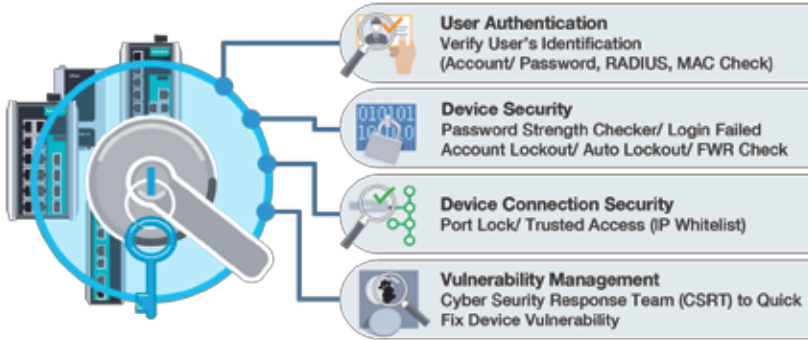 User Authentication
Verify User's Identification
(Account/ Password, RADIUS, MAC Check)
010101
Device Security
Password Strength Checker/ Login Failed
Account Lockout/ Auto Lockout/ FWR Check
Device Connection Security
Port Lock/ Trusted Access (IP Whitelist)
Vulnerability Management
Cyber Seurity Response Team (CSRT) to Quick
Fix Device Vulnerability